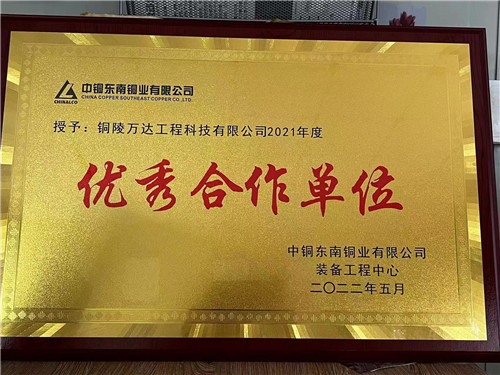 中铜东南铜业有限公司
CHINA COPPER SOUTHEAST COPPER CO.,LTD.
CHINALCO
授予：铜陵万达工程科技有限公司2021年度
优秀合作单位
中铜东南铜业有限公司
装备工程中心
二〇二二年五月